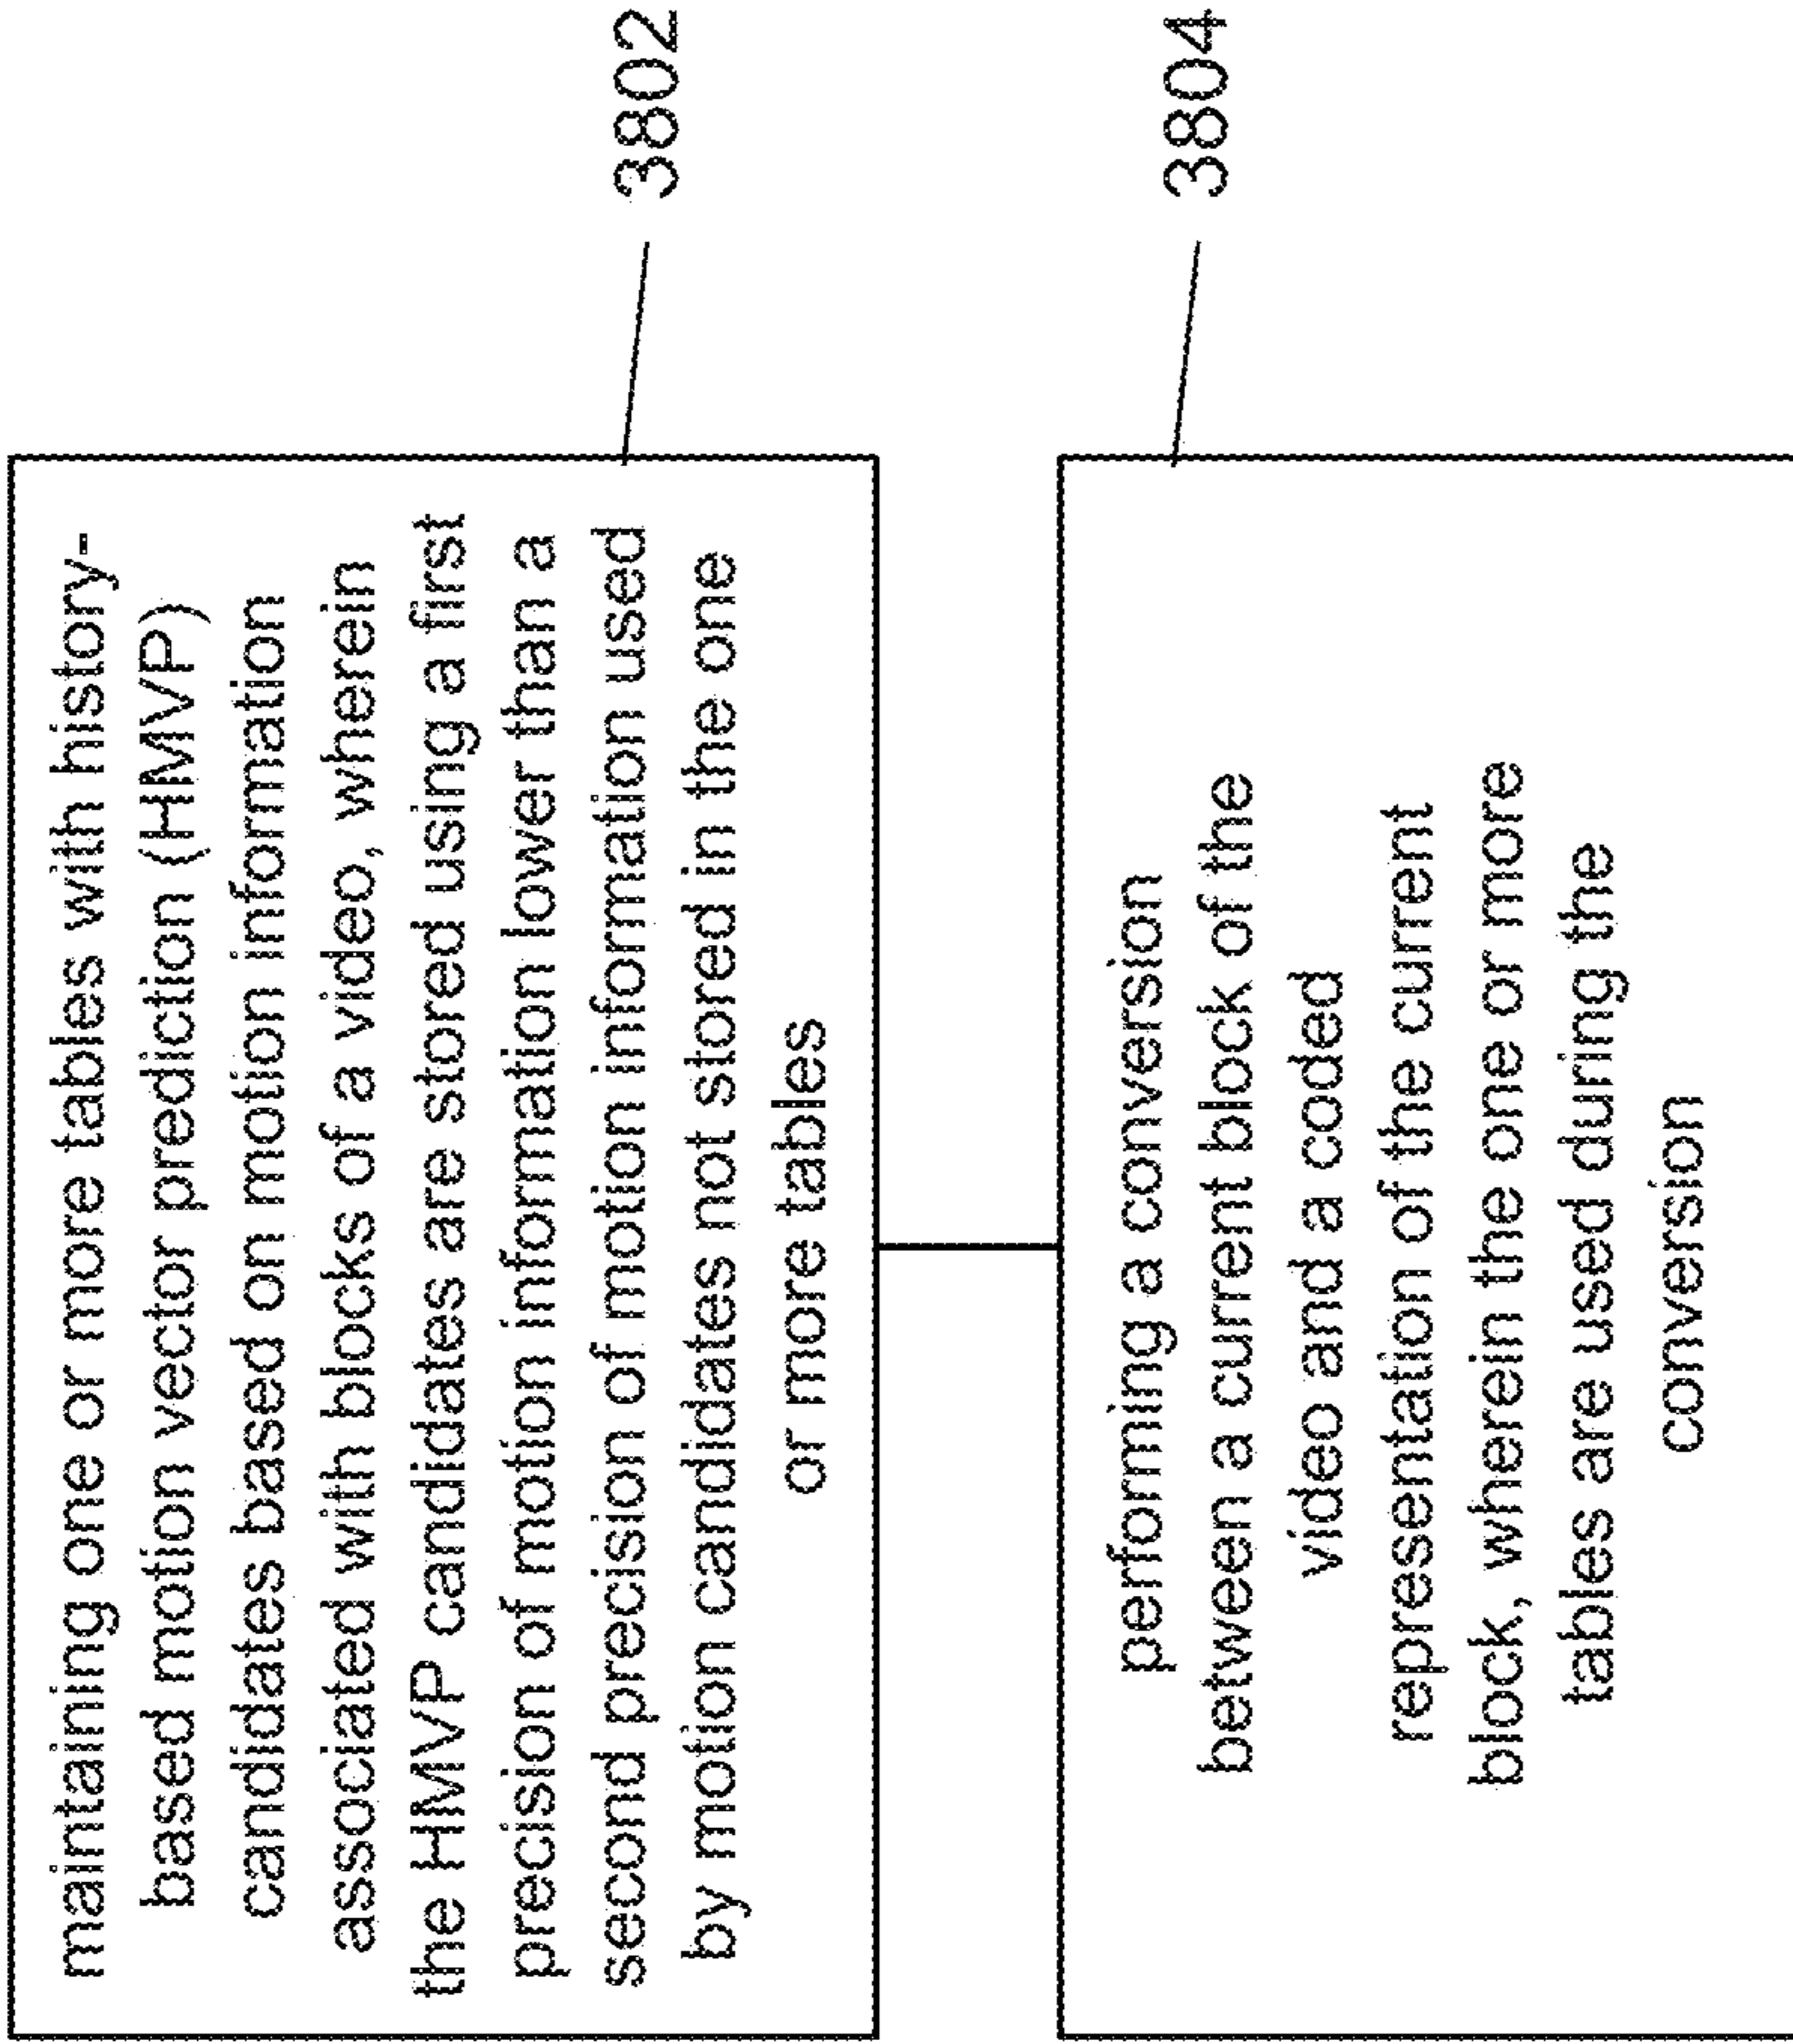 maintaining one or more tables with history-
based motion vector prediction (HMVP)
candidates based on motion information
associated with blocks of a video, wherein
the HMVP candidates are stored using a first
precision of motion information lower than a
second precision of motion information used
by motion candidates not stored in the one
or more tables
3802
performing a conversion
between a current block of the
video and a coded
representation of the current
block, wherein the one or more
tables are used during the
conversion
3804